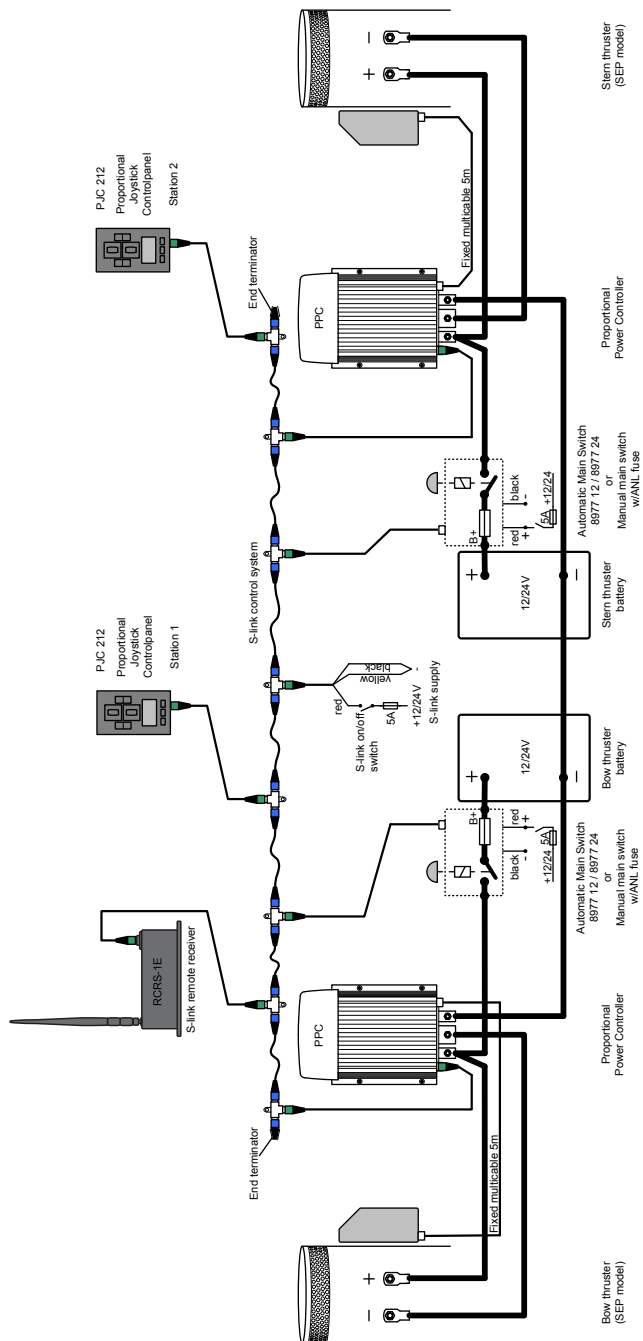 PJC 212
Proportional
Joystick
Controlpanel
Station 1
PJC 212
Proportional
Joystick
Controlpanel
Station 2
RCRS-1E
S-link remote receiver
End terminator
S-link control system
End terminator
PPC
PPC
red
yellow
black
S-link on/off
switch
5A
+12/24V
-
S-link supply
Fixed multicable 5m
Fixed multicable 5m
+
-
B+
black
-
red
+
5A
+12/24
+
12/24V
-
+
12/24V
-
B+
red
+
black
-
5A
+12/24
+
-
Bow thruster
(SEP model)
Proportional
Power Controller
Automatic Main Switch
8977 12 / 8977 24
or
Manual main switch
w/ANL fuse
Bow thruster
battery
Stern thruster
battery
Automatic Main Switch
8977 12 / 8977 24
or
Manual main switch
w/ANL fuse
Proportional
Power Controller
Stern thruster
(SEP model)